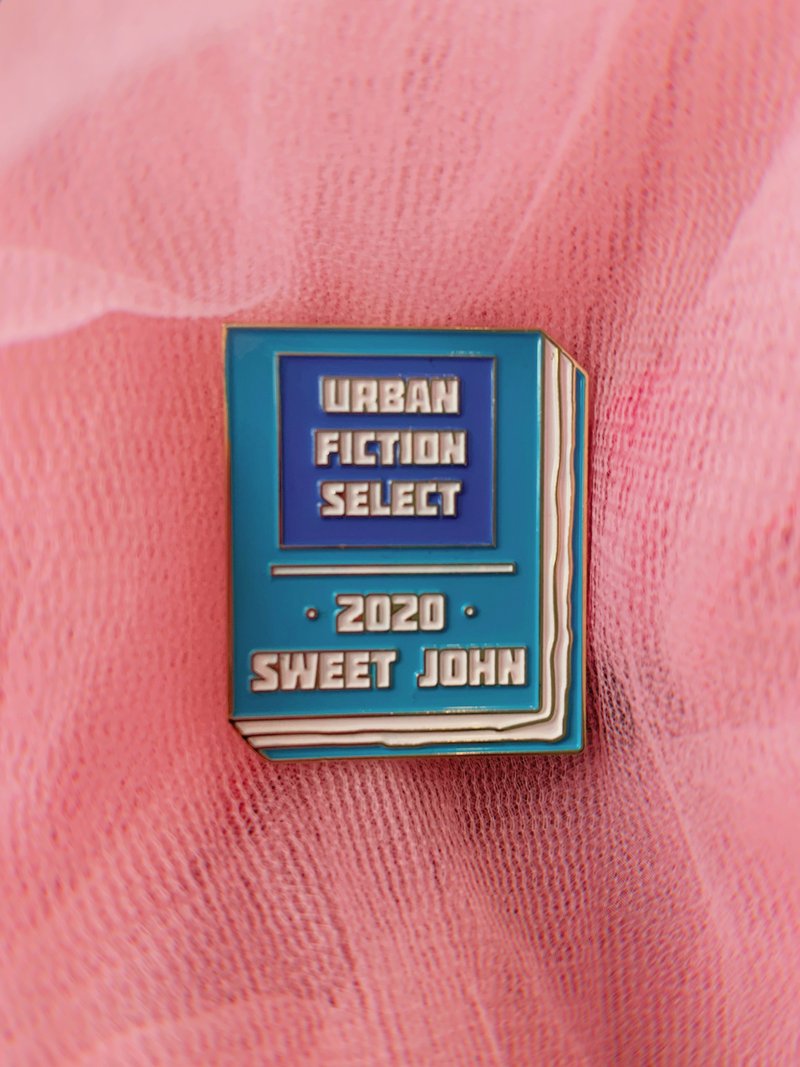 URBAN
FICTION
SELECT
• 2020 •
SWEET JOHN